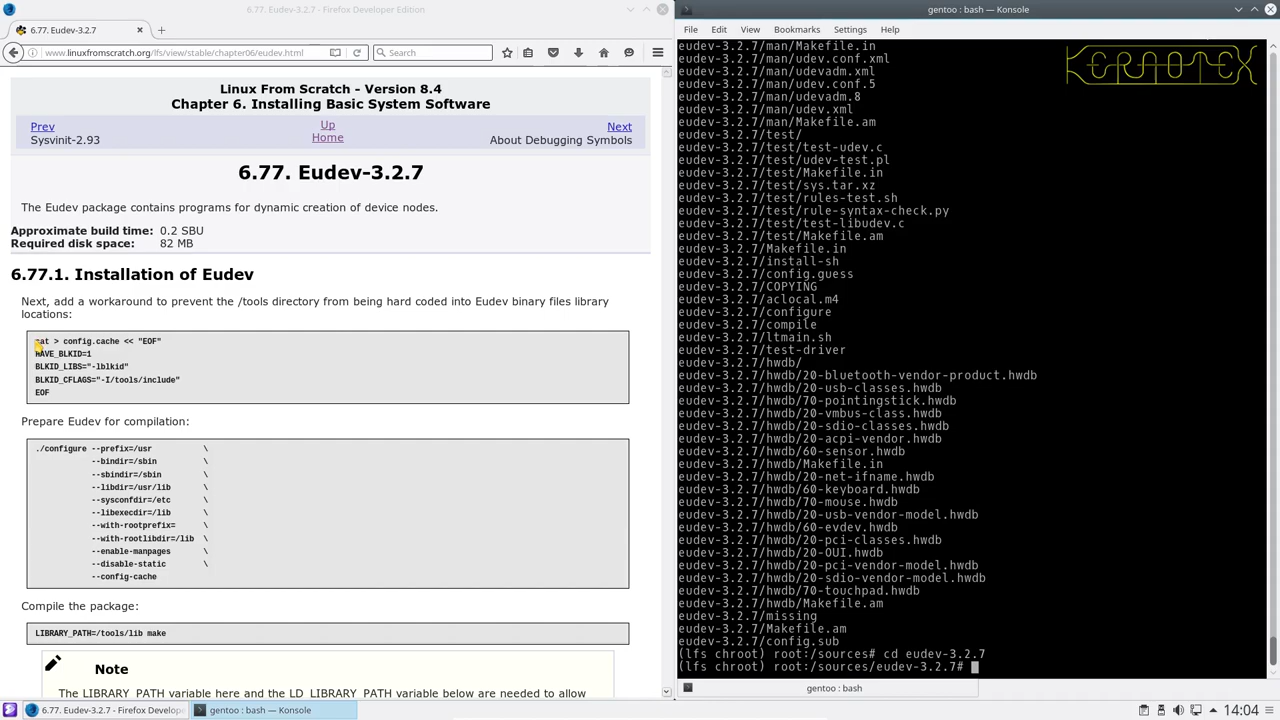 6.77. Eudev-3.2.7 - Firefox Developer Edition
6.77. Eudev-3.2.7
www.linuxfromscratch.org/lfs/view/stable/chapter06/eudev.html
Search
Linux From Scratch - Version 8.4
Chapter 6. Installing Basic System Software
Prev
Up
Next
Sysvinit-2.93
Home
About Debugging Symbols
6.77. Eudev-3.2.7
The Eudev package contains programs for dynamic creation of device nodes.
Approximate build time: 0.2 SBU
Required disk space: 82 MB
6.77.1. Installation of Eudev
Next, add a workaround to prevent the /tools directory from being hard coded into Eudev binary files library
locations:
cat > config.cache << "EOF"
HAVE_BLKID=1
BLKID_LIBS="-lblkid"
BLKID_CFLAGS="-I/tools/include"
EOF
Prepare Eudev for compilation:
./configure --prefix=/usr \
--bindir=/sbin \
--sbindir=/sbin \
--libdir=/usr/lib \
--sysconfdir=/etc \
--libexecdir=/lib \
--with-rootprefix= \
--with-rootlibdir=/lib \
--enable-manpages \
--disable-static \
--config-cache
Compile the package:
LIBRARY_PATH=/tools/lib make
Note
The LIBRARY_PATH variable here and the LD_LIBRARY_PATH variable below are needed to allow
gentoo : bash — Konsole
File Edit View Bookmarks Settings Help
KERAOTEX
eudev-3.2.7/man/Makefile.in
eudev-3.2.7/man/udev.conf.xml
eudev-3.2.7/man/udevadm.xml
eudev-3.2.7/man/udev.conf.5
eudev-3.2.7/man/udevadm.8
eudev-3.2.7/man/udev.xml
eudev-3.2.7/man/Makefile.am
eudev-3.2.7/test/
eudev-3.2.7/test/test-udev.c
eudev-3.2.7/test/udev-test.pl
eudev-3.2.7/test/Makefile.in
eudev-3.2.7/test/sys.tar.xz
eudev-3.2.7/test/rules-test.sh
eudev-3.2.7/test/rule-syntax-check.py
eudev-3.2.7/test/test-libudev.c
eudev-3.2.7/test/Makefile.am
eudev-3.2.7/Makefile.in
eudev-3.2.7/install-sh
eudev-3.2.7/config.guess
eudev-3.2.7/COPYING
eudev-3.2.7/aclocal.m4
eudev-3.2.7/configure
eudev-3.2.7/compile
eudev-3.2.7/ltmain.sh
eudev-3.2.7/test-driver
eudev-3.2.7/hwdb/
eudev-3.2.7/hwdb/20-bluetooth-vendor-product.hwdb
eudev-3.2.7/hwdb/20-usb-classes.hwdb
eudev-3.2.7/hwdb/70-pointingstick.hwdb
eudev-3.2.7/hwdb/20-vmbus-class.hwdb
eudev-3.2.7/hwdb/20-sdio-classes.hwdb
eudev-3.2.7/hwdb/20-acpi-vendor.hwdb
eudev-3.2.7/hwdb/60-sensor.hwdb
eudev-3.2.7/hwdb/Makefile.in
eudev-3.2.7/hwdb/20-net-ifname.hwdb
eudev-3.2.7/hwdb/60-keyboard.hwdb
eudev-3.2.7/hwdb/70-mouse.hwdb
eudev-3.2.7/hwdb/20-usb-vendor-model.hwdb
eudev-3.2.7/hwdb/60-evdev.hwdb
eudev-3.2.7/hwdb/20-pci-classes.hwdb
eudev-3.2.7/hwdb/20-OUI.hwdb
eudev-3.2.7/hwdb/20-pci-vendor-model.hwdb
eudev-3.2.7/hwdb/20-sdio-vendor-model.hwdb
eudev-3.2.7/hwdb/70-touchpad.hwdb
eudev-3.2.7/hwdb/Makefile.am
eudev-3.2.7/missing
eudev-3.2.7/Makefile.am
eudev-3.2.7/config.sub
(lfs chroot) root:/sources# cd eudev-3.2.7
(lfs chroot) root:/sources/eudev-3.2.7#
gentoo : bash
6.77. Eudev-3.2.7 - Firefox Develope
gentoo : bash — Konsole
14:04